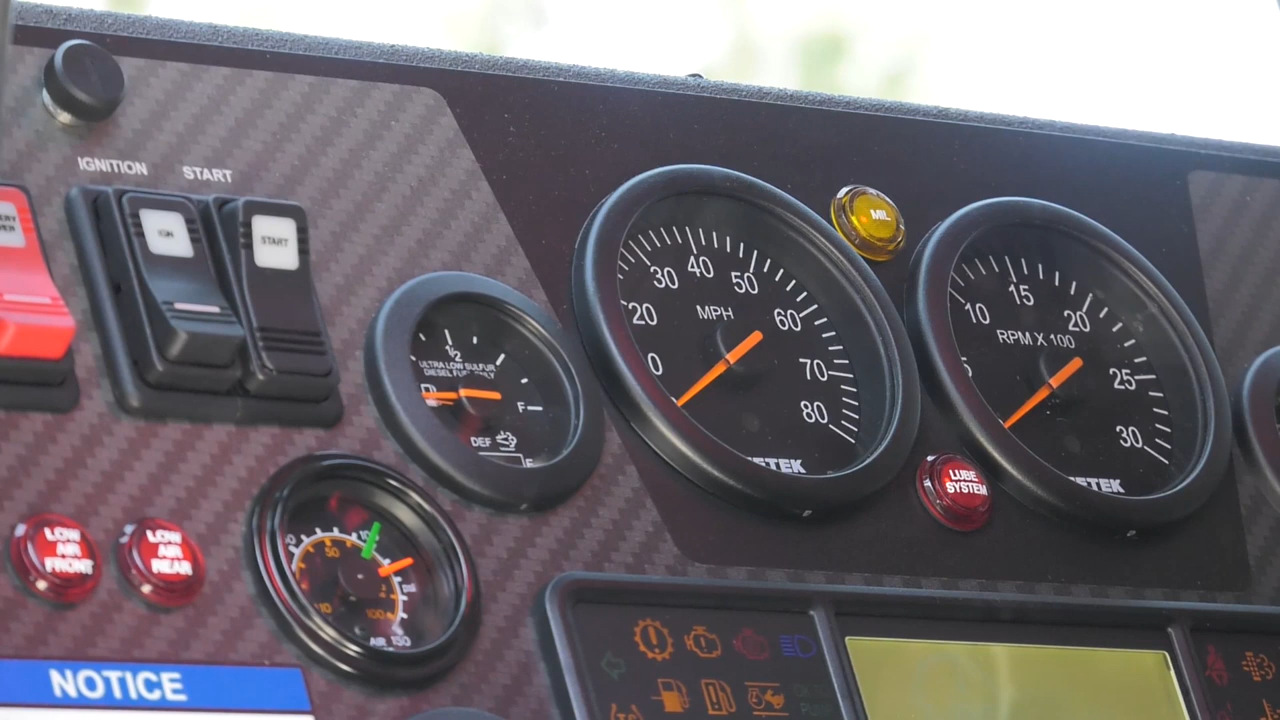 IGNITION START
IGN
START
MIL
30 40 50
20 MPH 60
0 70
80
15
10 20
RPM X 100
25
30
1/2
ULTRA LOW SULFUR
DIESEL FUEL ONLY
F
DEF
LUBE
SYSTEM
LOW
AIR
FRONT
LOW
AIR
REAR
50
100
AIR 150
NOTICE